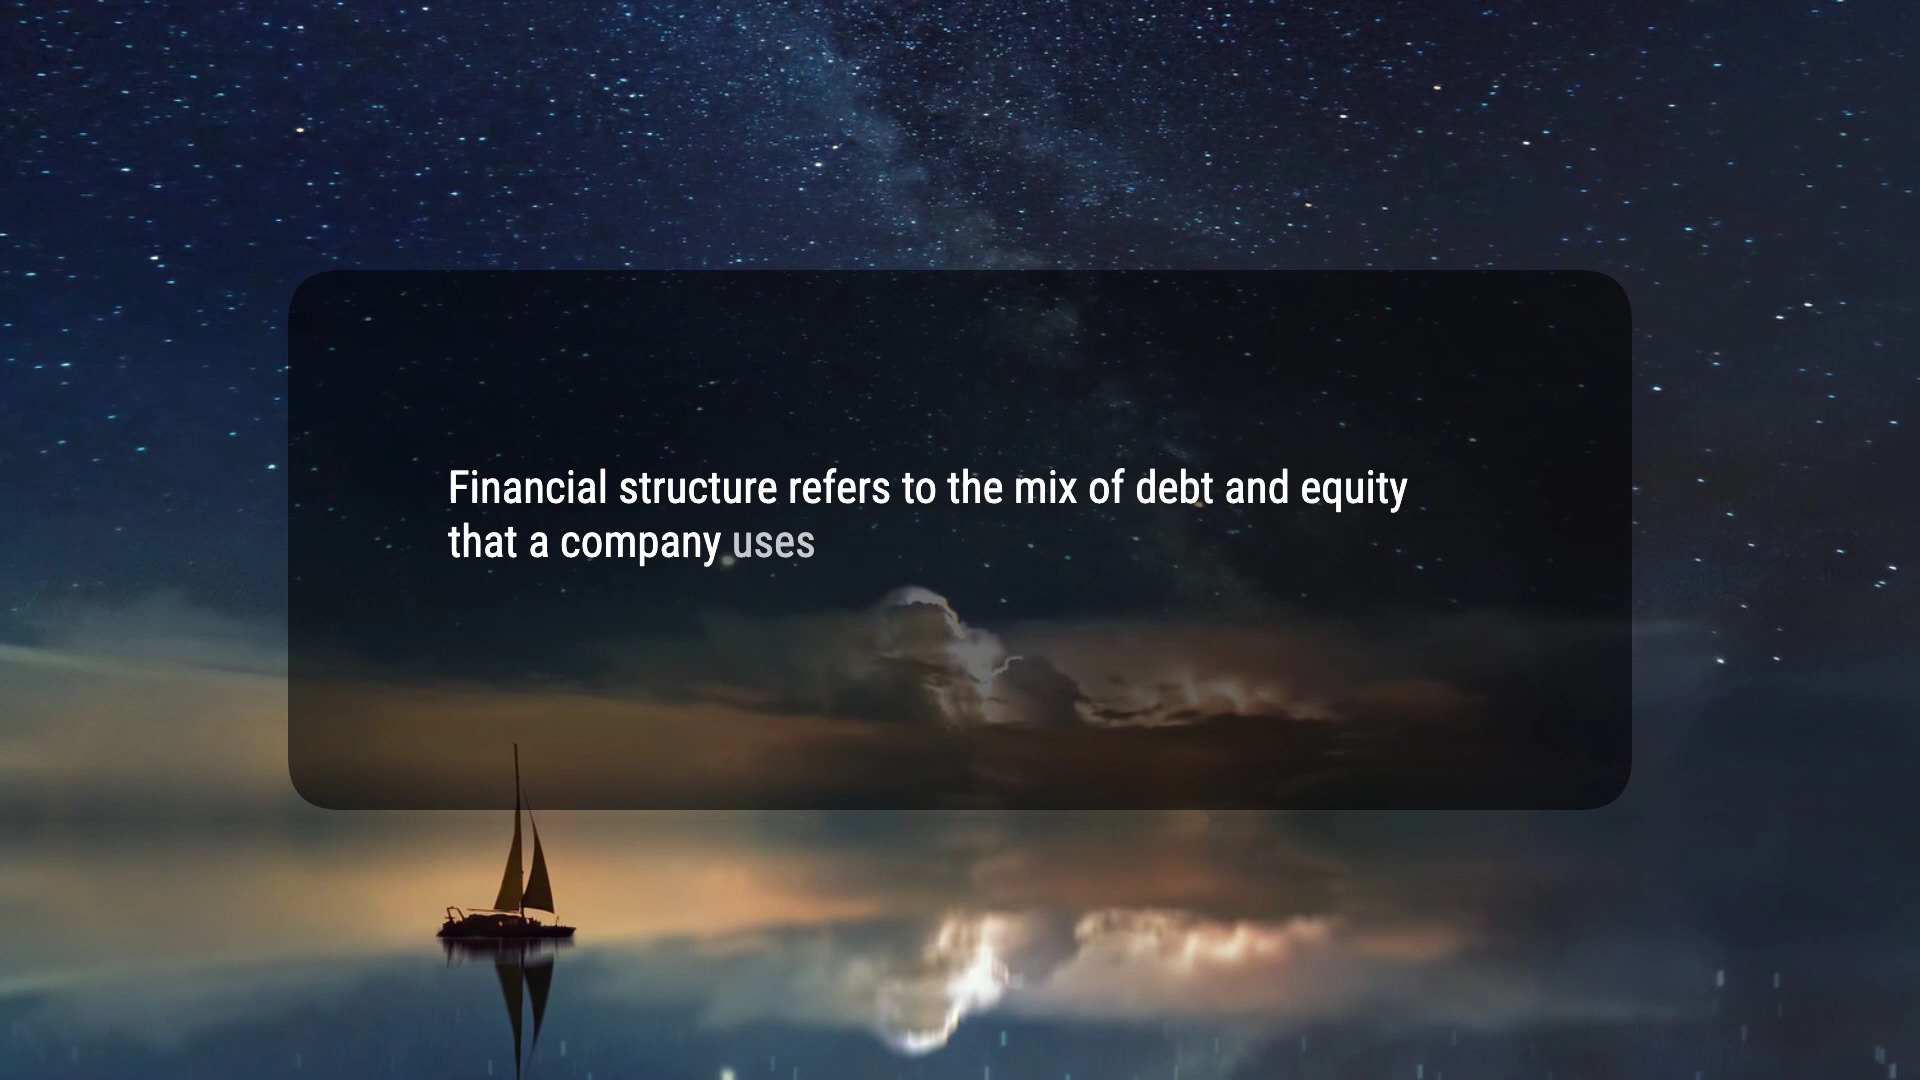 Financial structure refers to the mix of debt and equity
that a company uses